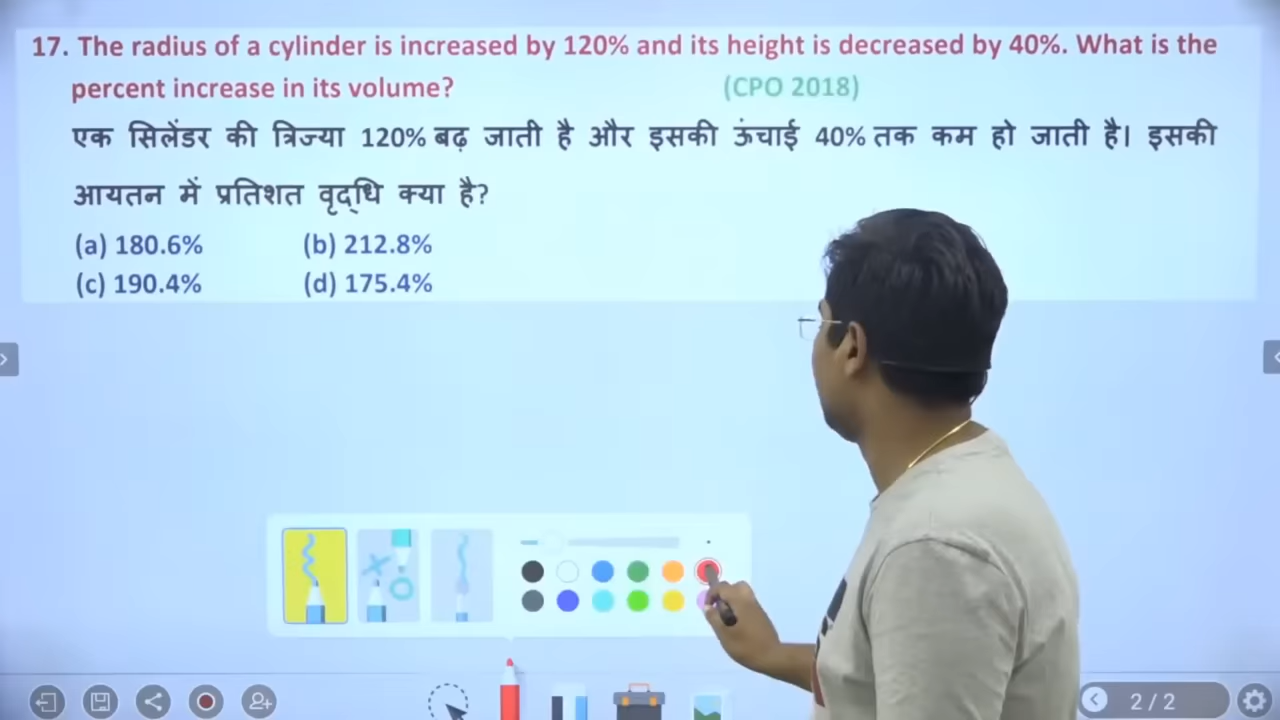 17. The radius of a cylinder is increased by 120% and its height is decreased by 40%. What is the
percent increase in its volume? (CPO 2018)
एक सिलेंडर की त्रिज्या 120% बढ़ जाती है और इसकी ऊंचाई 40% तक कम हो जाती है। इसकी
आयतन में प्रतिशत वृद्धि क्या है?
(a) 180.6% (b) 212.8%
(c) 190.4% (d) 175.4%
2 / 2